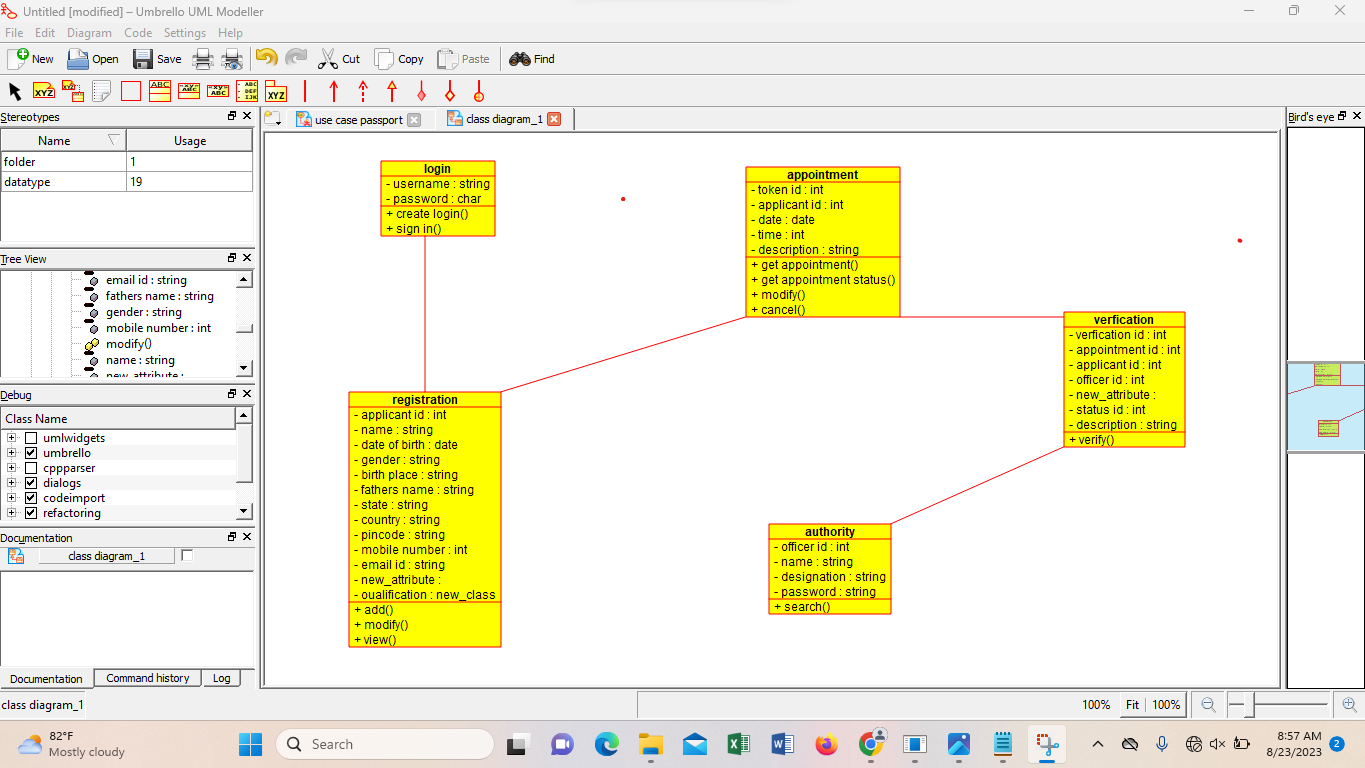 Untitled [modified] – Umbrello UML Modeller
File Edit Diagram Code Settings Help
New Open Save Cut Copy Paste Find
Stereotypes
Name Usage
folder 1
datatype 19
Tree View
email id : string
fathers name : string
gender : string
mobile number : int
modify()
name : string
new_attribute :
Debug
Class Name
umlwidgets
umbrello
cppparser
dialogs
codeimport
refactoring
Documentation
class diagram_1
Documentation Command history Log
class diagram_1
use case passport class diagram_1
login
- username : string
- password : char
+ create login()
+ sign in()
appointment
- token id : int
- applicant id : int
- date : date
- time : int
- description : string
+ get appointment()
+ get appointment status()
+ modify()
+ cancel()
verfication
- verfication id : int
- appointment id : int
- applicant id : int
- officer id : int
- new_attribute :
- status id : int
- description : string
+ verify()
registration
- applicant id : int
- name : string
- date of birth : date
- gender : string
- birth place : string
- fathers name : string
- state : string
- country : string
- pincode : string
- mobile number : int
- email id : string
- new_attribute :
- oualification : new_class
+ add()
+ modify()
+ view()
authority
- officer id : int
- name : string
- designation : string
- password : string
+ search()
Bird's eye
100% Fit 100%
82°F
Mostly cloudy
Search
8:57 AM
8/23/2023
2